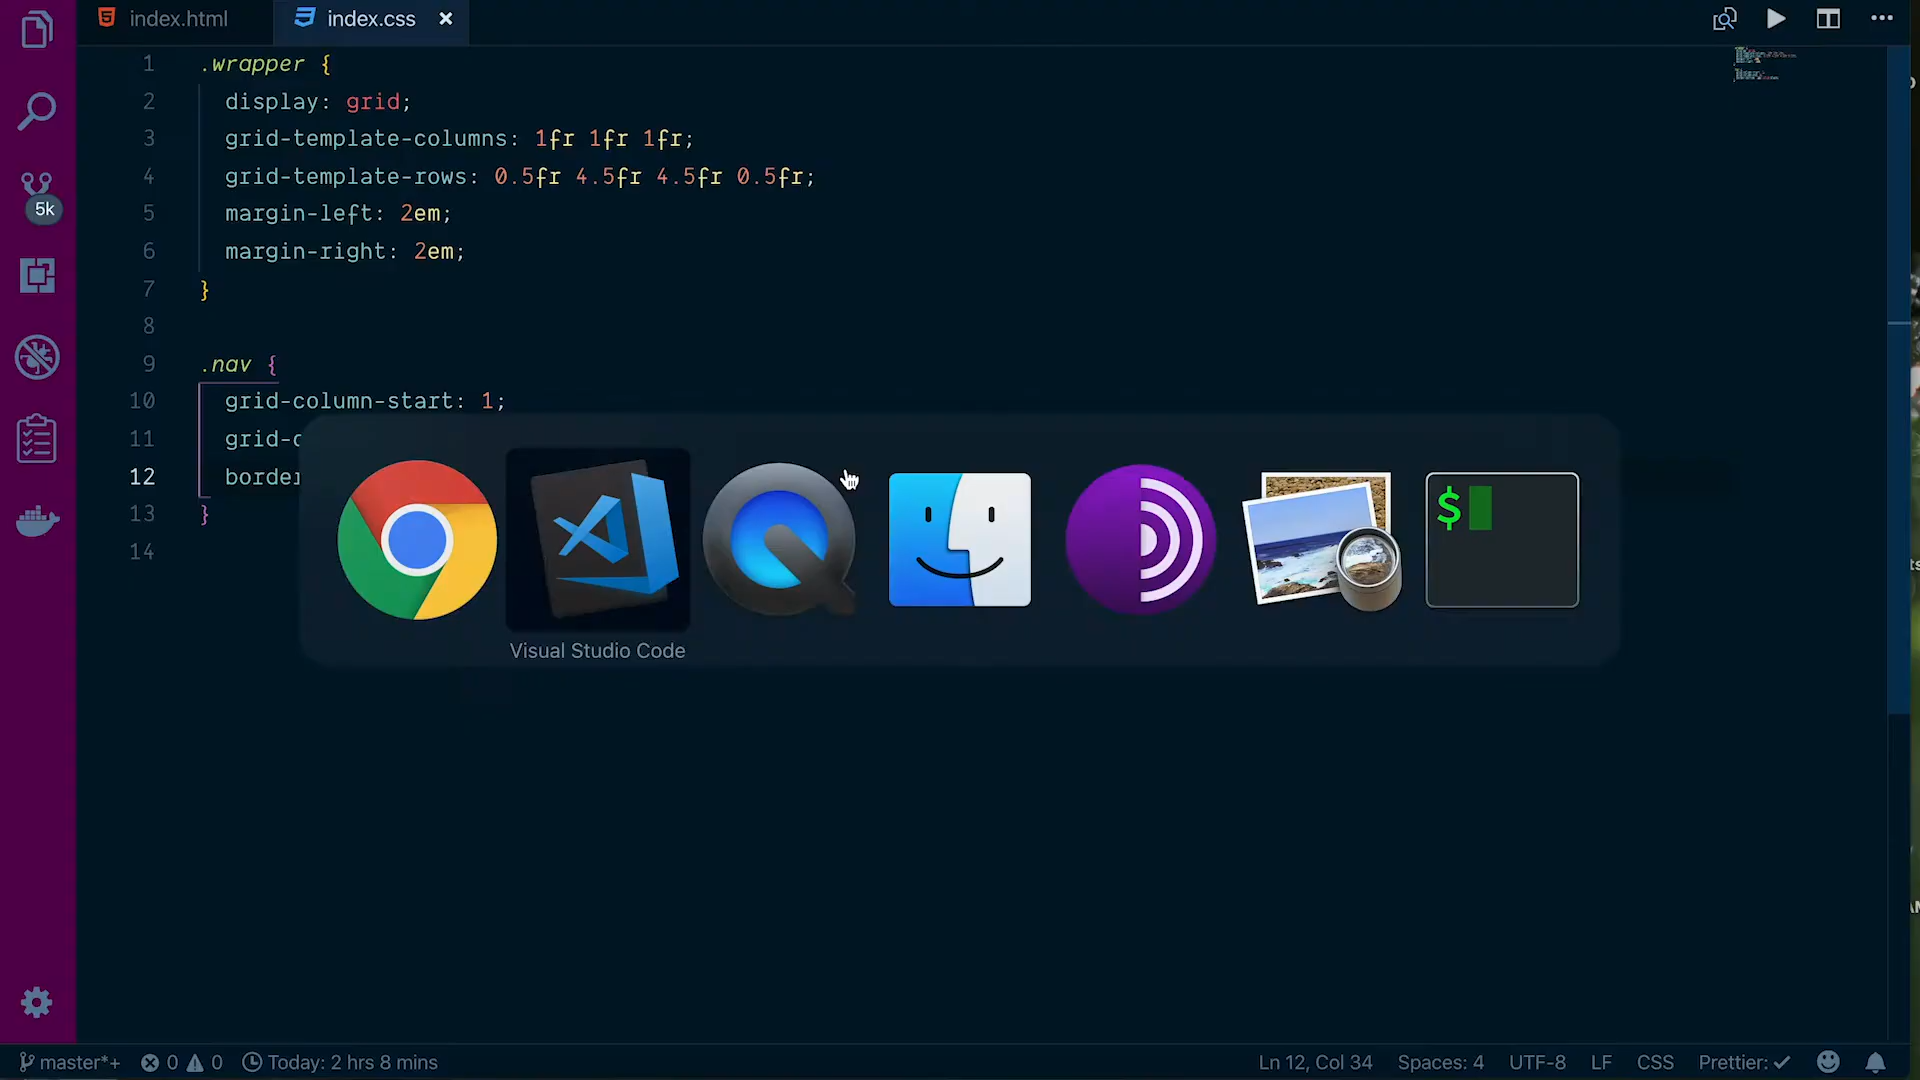 index.html
index.css
1 .wrapper {
2 display: grid;
3 grid-template-columns: 1fr 1fr 1fr;
4 grid-template-rows: 0.5fr 4.5fr 4.5fr 0.5fr;
5 margin-left: 2em;
6 margin-right: 2em;
7 }
8
9 .nav {
10 grid-column-start: 1;
11 grid-c
12 border
13 }
14
5k
$
Visual Studio Code
master*+ 0 0 Today: 2 hrs 8 mins Ln 12, Col 34 Spaces: 4 UTF-8 LF CSS Prettier: ✓